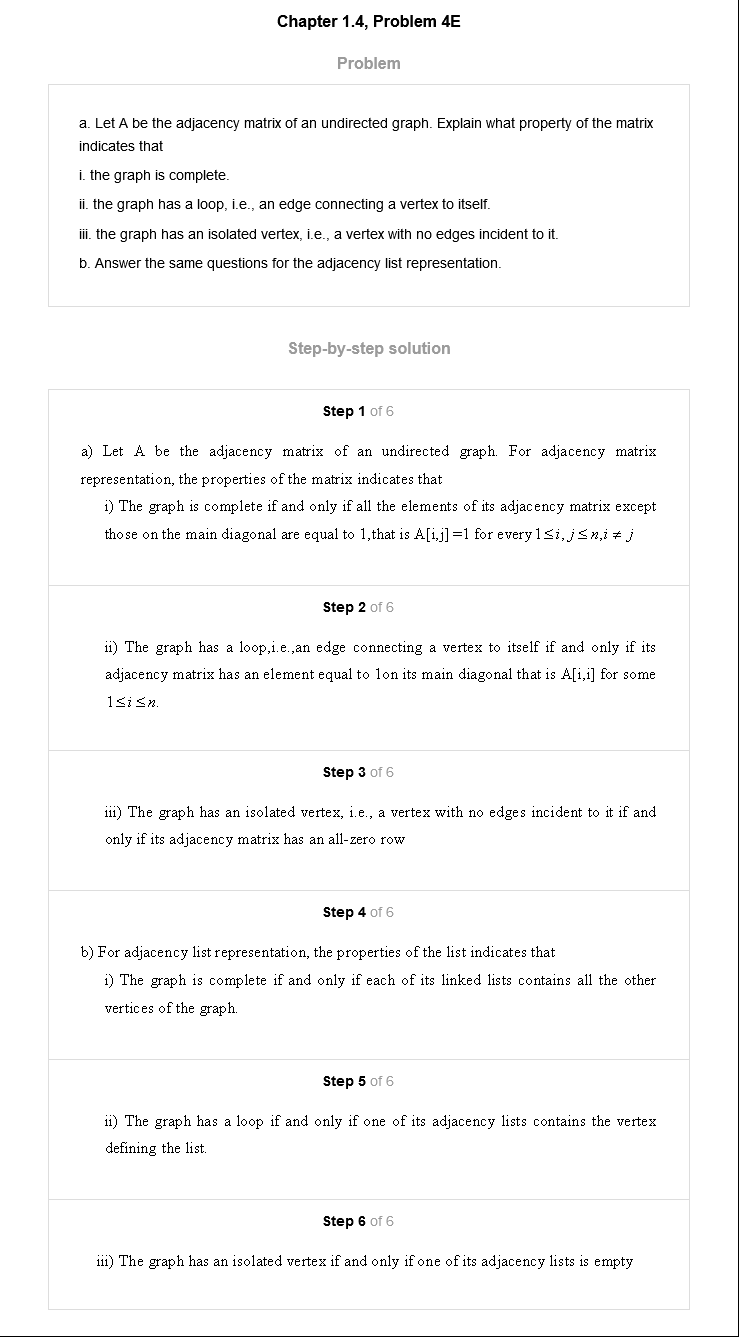 Chapter 1.4, Problem 4E
Problem
a. Let A be the adjacency matrix of an undirected graph. Explain what property of the matrix
indicates that
i. the graph is complete.
ii. the graph has a loop, i.e., an edge connecting a vertex to itself.
iii. the graph has an isolated vertex, i.e., a vertex with no edges incident to it.
b. Answer the same questions for the adjacency list representation.
Step-by-step solution
Step 1 of 6
a) Let A be the adjacency matrix of an undirected graph. For adjacency matrix
representation, the properties of the matrix indicates that
i) The graph is complete if and only if all the elements of its adjacency matrix except
those on the main diagonal are equal to 1,that is A[i,j]=1 for every 1≤i, j≤n,i ≠ j
Step 2 of 6
ii) The graph has a loop,i.e.,an edge connecting a vertex to itself if and only if its
adjacency matrix has an element equal to 1on its main diagonal that is A[i,i] for some
1≤i≤n.
Step 3 of 6
iii) The graph has an isolated vertex, i.e., a vertex with no edges incident to it if and
only if its adjacency matrix has an all-zero row
Step 4 of 6
b) For adjacency list representation, the properties of the list indicates that
i) The graph is complete if and only if each of its linked lists contains all the other
vertices of the graph.
Step 5 of 6
ii) The graph has a loop if and only if one of its adjacency lists contains the vertex
defining the list.
Step 6 of 6
iii) The graph has an isolated vertex if and only if one of its adjacency lists is empty